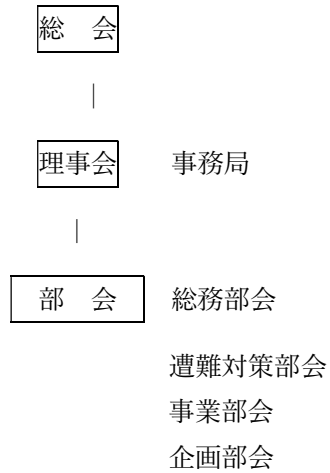 総　会
理事会　事務局
部　会　総務部会
遭難対策部会
事業部会
企画部会